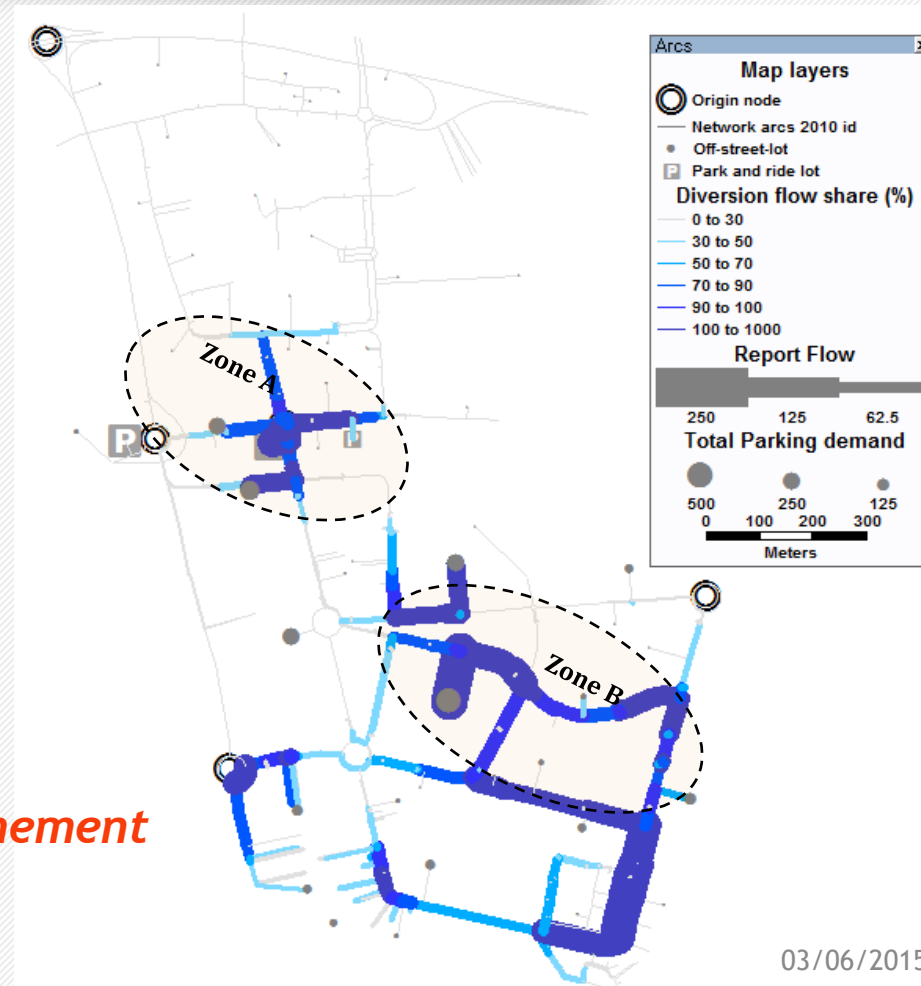 Arcs
Map layers
Origin node
Network arcs 2010 id
Off-street-lot
P Park and ride lot
Diversion flow share (%)
0 to 30
30 to 50
50 to 70
70 to 90
90 to 100
100 to 1000
Report Flow
250 125 62.5
Total Parking demand
500 250 125
0 100 200 300
Meters
Zone A
P
P
Zone B
nement
03/06/2015